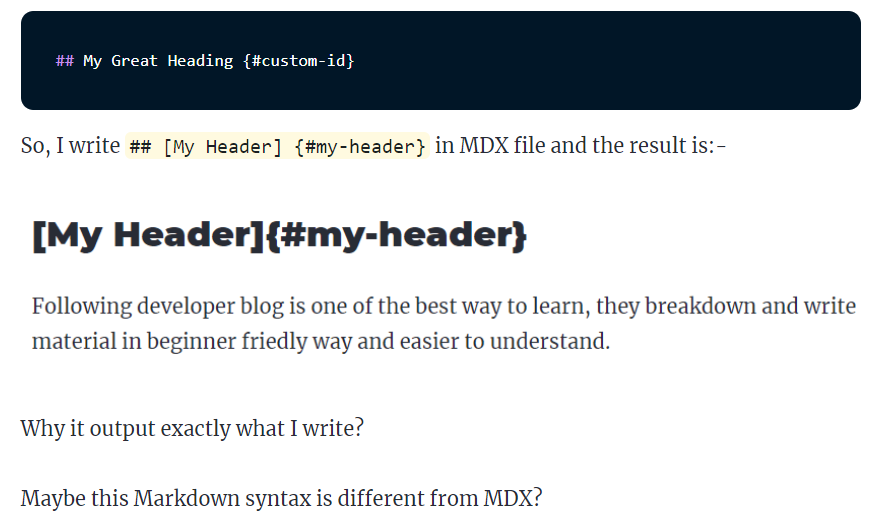 ## My Great Heading {#custom-id}
So, I write ## [My Header] {#my-header} in MDX file and the result is:-
[My Header]{#my-header}
Following developer blog is one of the best way to learn, they breakdown and write
material in beginner friedly way and easier to understand.
Why it output exactly what I write?
Maybe this Markdown syntax is different from MDX?